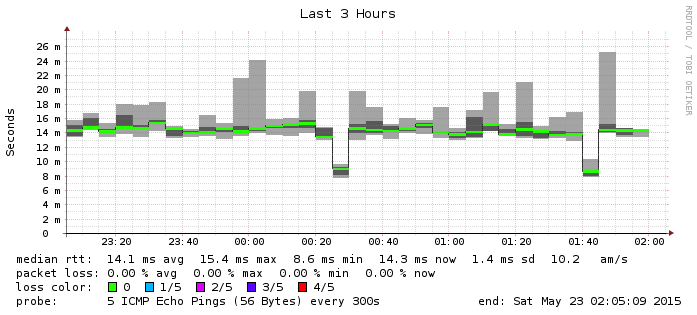 Last 3 Hours
RRDTOOL / TOBI OETIKER
Seconds
26 m
24 m
22 m
20 m
18 m
16 m
14 m
12 m
10 m
8 m
6 m
4 m
2 m
0
23:20 23:40 00:00 00:20 00:40 01:00 01:20 01:40 02:00
median rtt: 14.1 ms avg 15.4 ms max 8.6 ms min 14.3 ms now 1.4 ms sd 10.2 am/s
packet loss: 0.00 % avg 0.00 % max 0.00 % min 0.00 % now
loss color: 0 1/5 2/5 3/5 4/5
probe: 5 ICMP Echo Pings (56 Bytes) every 300s end: Sat May 23 02:05:09 2015